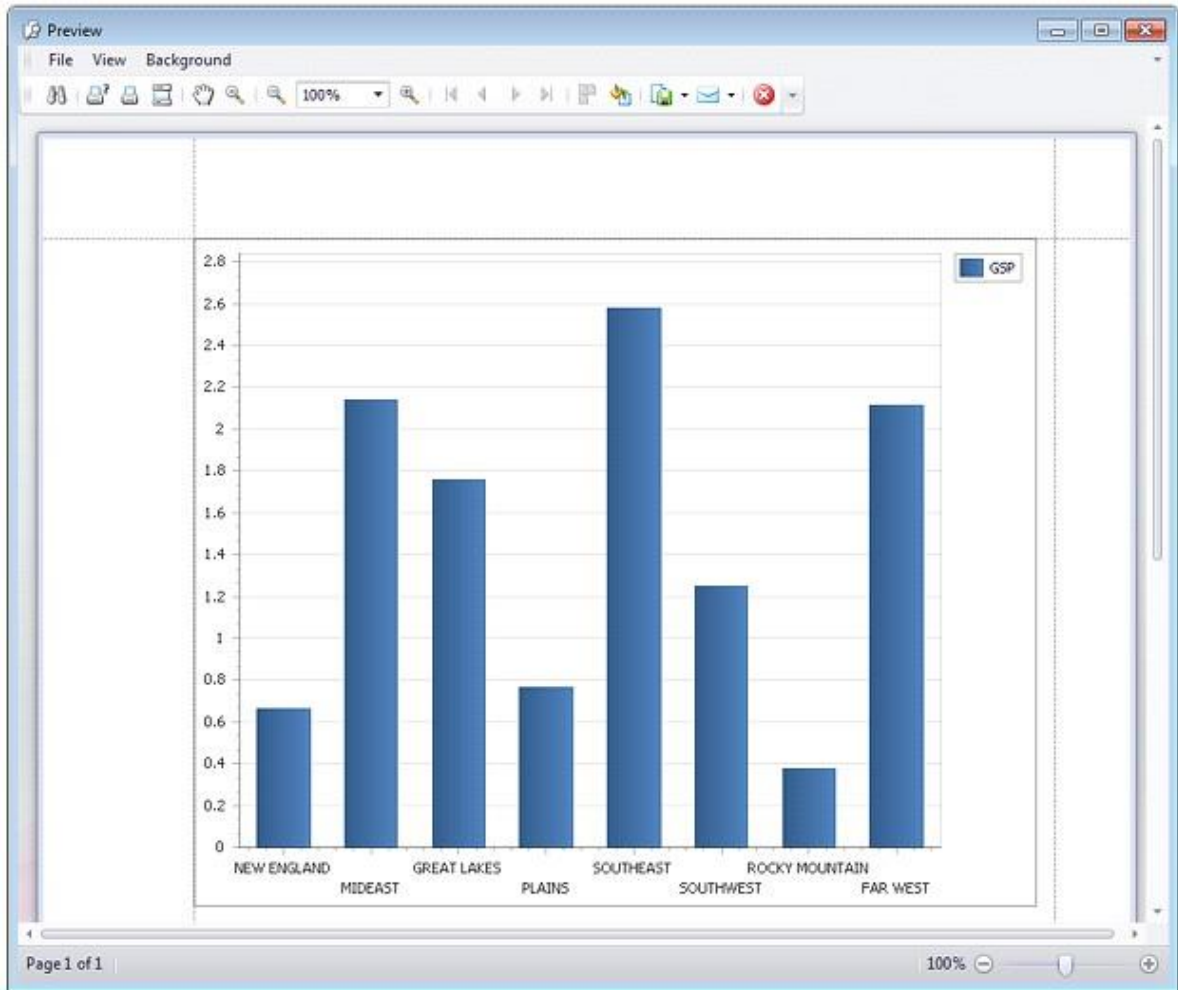 Preview
File View Background
100%
GSP
2.8
2.6
2.4
2.2
2
1.8
1.6
1.4
1.2
1
0.8
0.6
0.4
0.2
0
NEW ENGLAND GREAT LAKES SOUTHEAST ROCKY MOUNTAIN
MIDEAST PLAINS SOUTHWEST FAR WEST
Page 1 of 1 100%